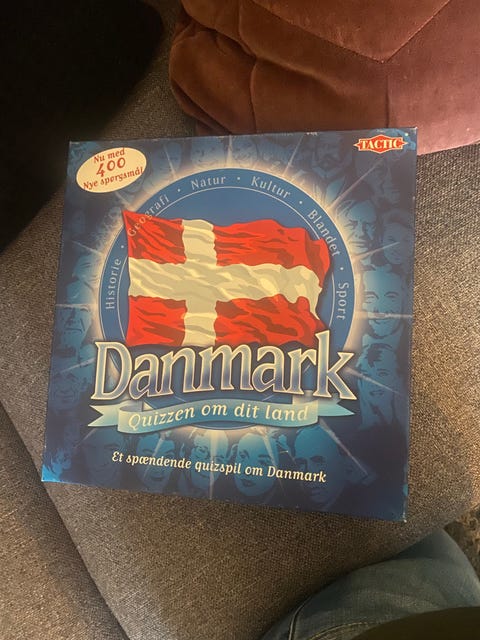 Nu med
400
Nye spørgsmål
TACTIC
Historie • Geografi • Natur • Kultur • Blandet • Sport
Danmark
Quizzen om dit land
Et spændende quizspil om Danmark